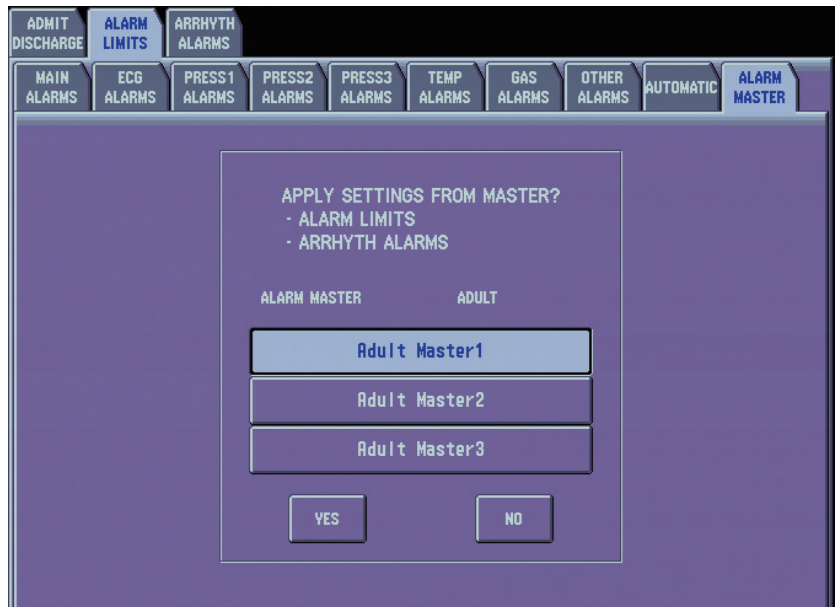 ADMIT DISCHARGE
ALARM LIMITS
ARRHYTH ALARMS
MAIN ALARMS
ECG ALARMS
PRESS1 ALARMS
PRESS2 ALARMS
PRESS3 ALARMS
TEMP ALARMS
GAS ALARMS
OTHER ALARMS
AUTOMATIC
ALARM MASTER
APPLY SETTINGS FROM MASTER?
- ALARM LIMITS
- ARRHYTH ALARMS
ALARM MASTER ADULT
Adult Master1
Adult Master2
Adult Master3
YES NO